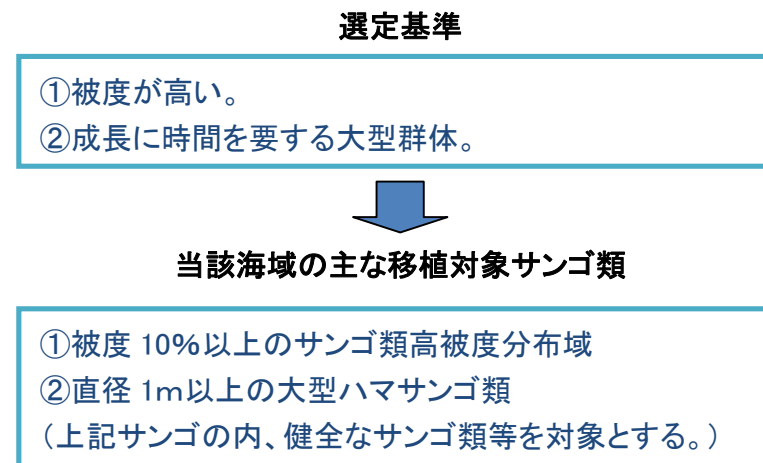 選定基準
①被度が高い。
②成長に時間を要する大型群体。
当該海域の主な移植対象サンゴ類
①被度 10%以上のサンゴ類高被度分布域
②直径 1m以上の大型ハマサンゴ類
（上記サンゴの内、健全なサンゴ類等を対象とする。）